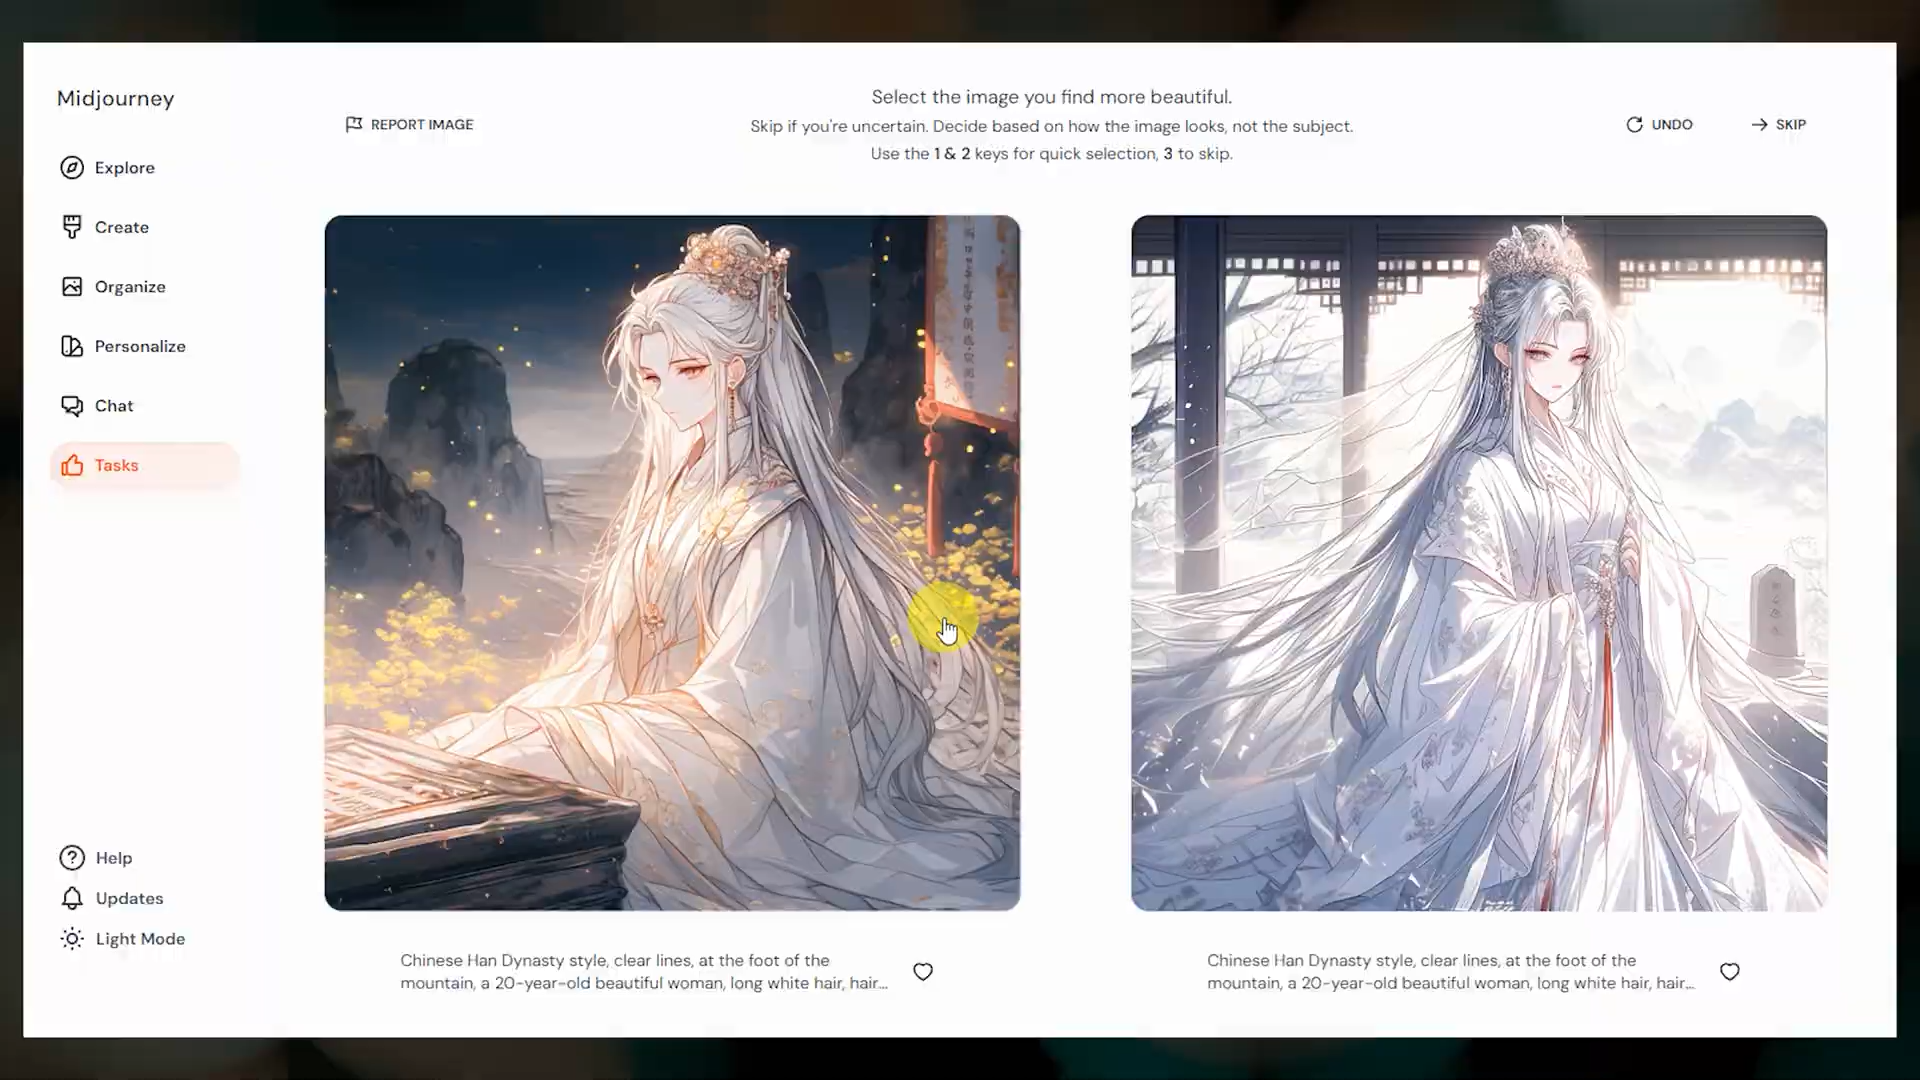 Midjourney
Explore
Create
Organize
Personalize
Chat
Tasks
Help
Updates
Light Mode
REPORT IMAGE
Select the image you find more beautiful.
Skip if you're uncertain. Decide based on how the image looks, not the subject.
Use the 1 & 2 keys for quick selection, 3 to skip.
UNDO
SKIP
Chinese Han Dynasty style, clear lines, at the foot of the
mountain, a 20-year-old beautiful woman, long white hair, hair...
Chinese Han Dynasty style, clear lines, at the foot of the
mountain, a 20-year-old beautiful woman, long white hair, hair...